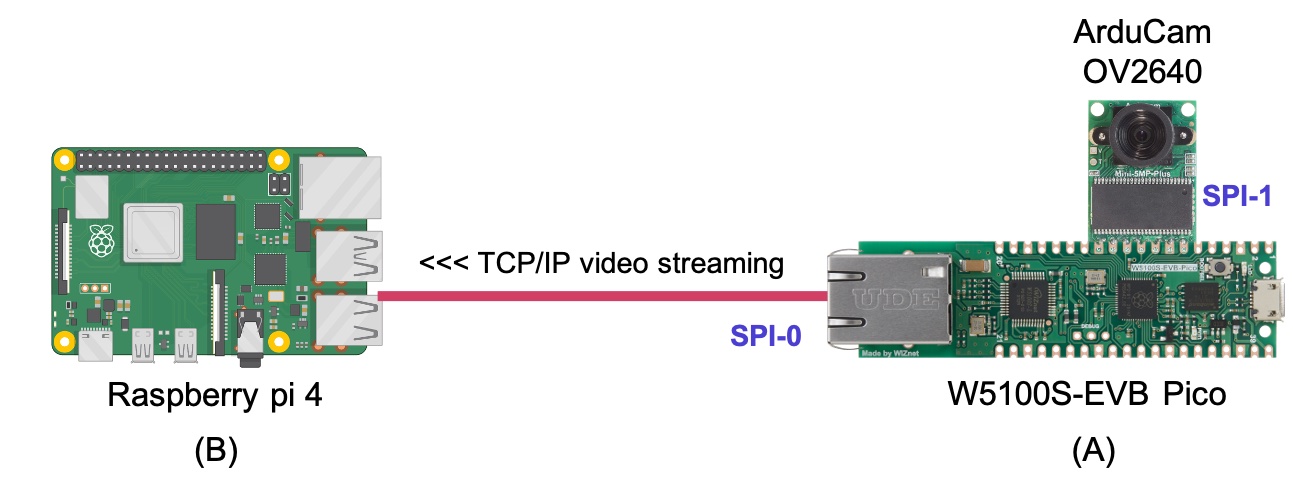 ArduCam
OV2640
Mini-5MP-Plus
SPI-1
<<< TCP/IP video streaming
W5100S-EVB-Pico
UDE
SPI-0
DEBUG
Made by WIZnet
Raspberry pi 4
W5100S-EVB Pico
(B)
(A)